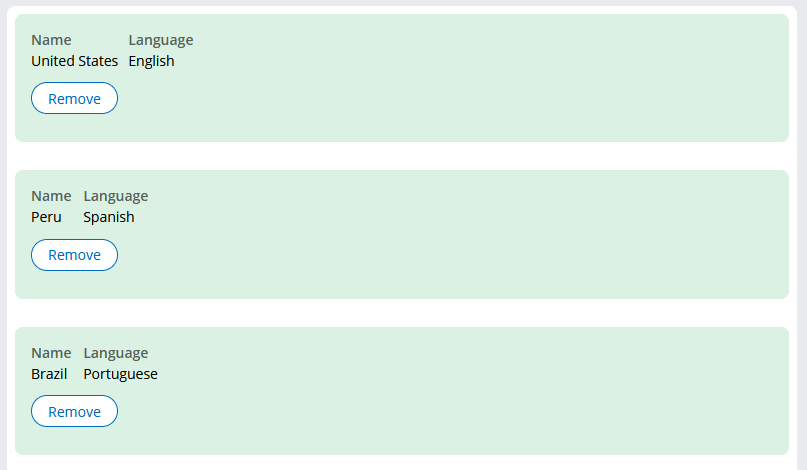 Name Language
United States English
Remove
Name Language
Peru Spanish
Remove
Name Language
Brazil Portuguese
Remove